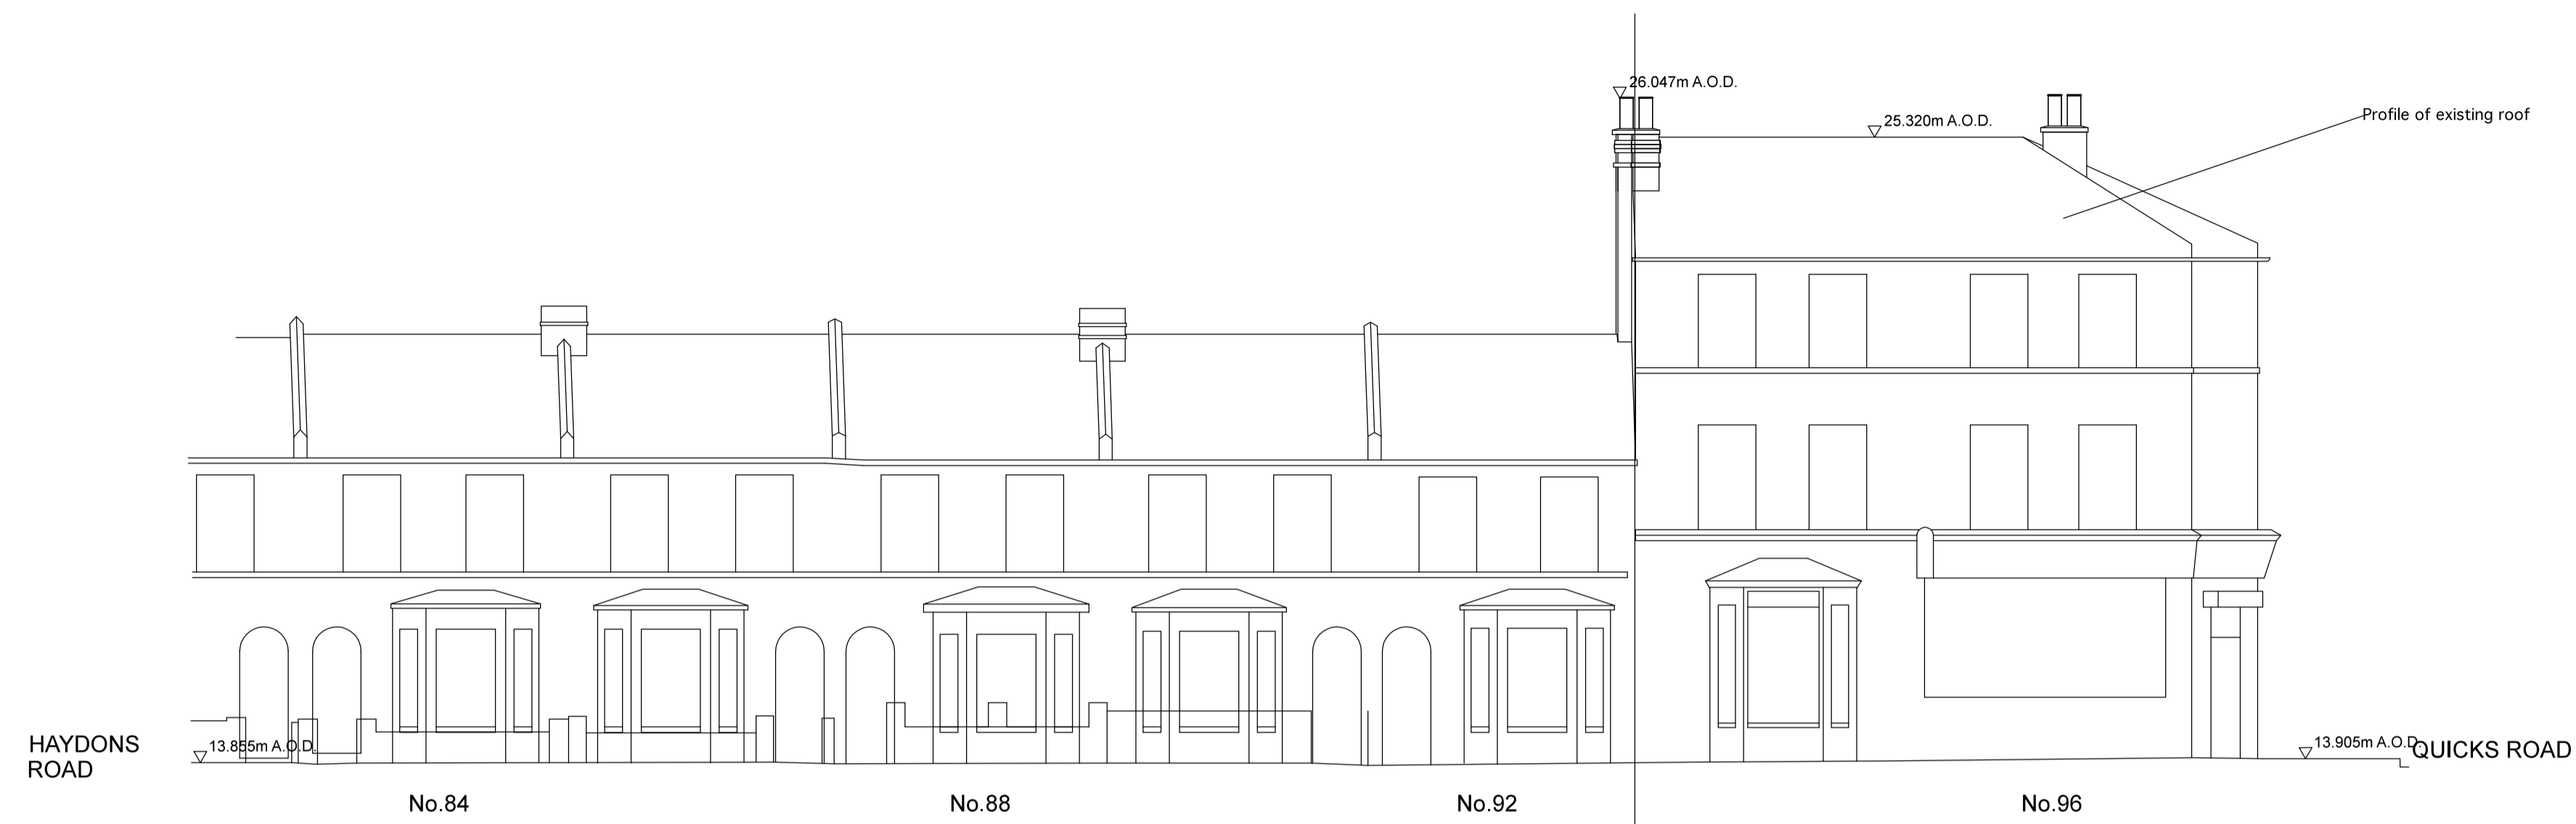 26.047m A.O.D.
25.320m A.O.D.
Profile of existing roof
HAYDONS
ROAD
13.855m A.O.D.
13.905m A.O.D.
QUICKS ROAD
No.84
No.88
No.92
No.96